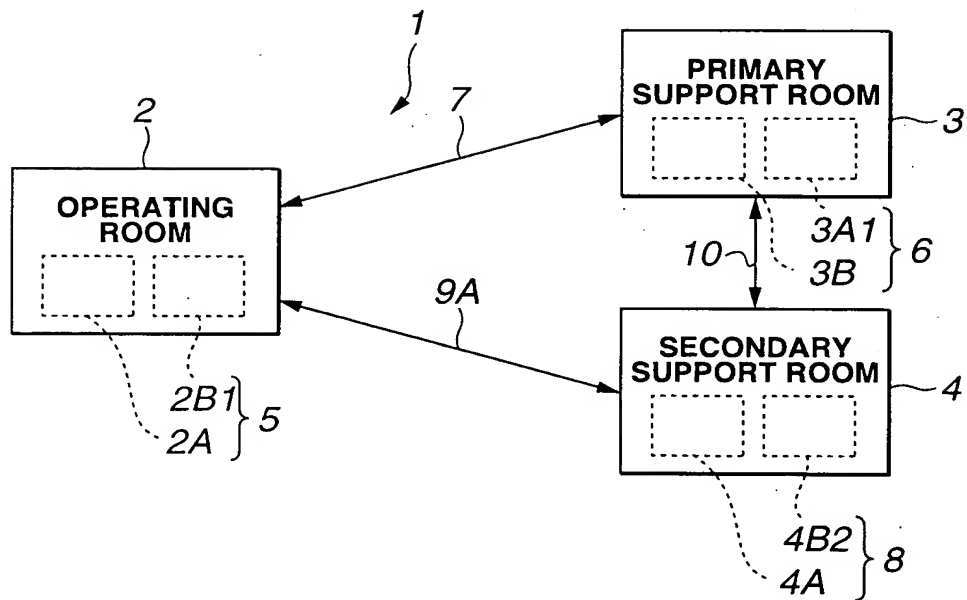 1
PRIMARY
SUPPORT ROOM
3
7
2
OPERATING
ROOM
3A1
3B
6
10
9A
SECONDARY
SUPPORT ROOM
4
2B1
2A
5
4B2
4A
8